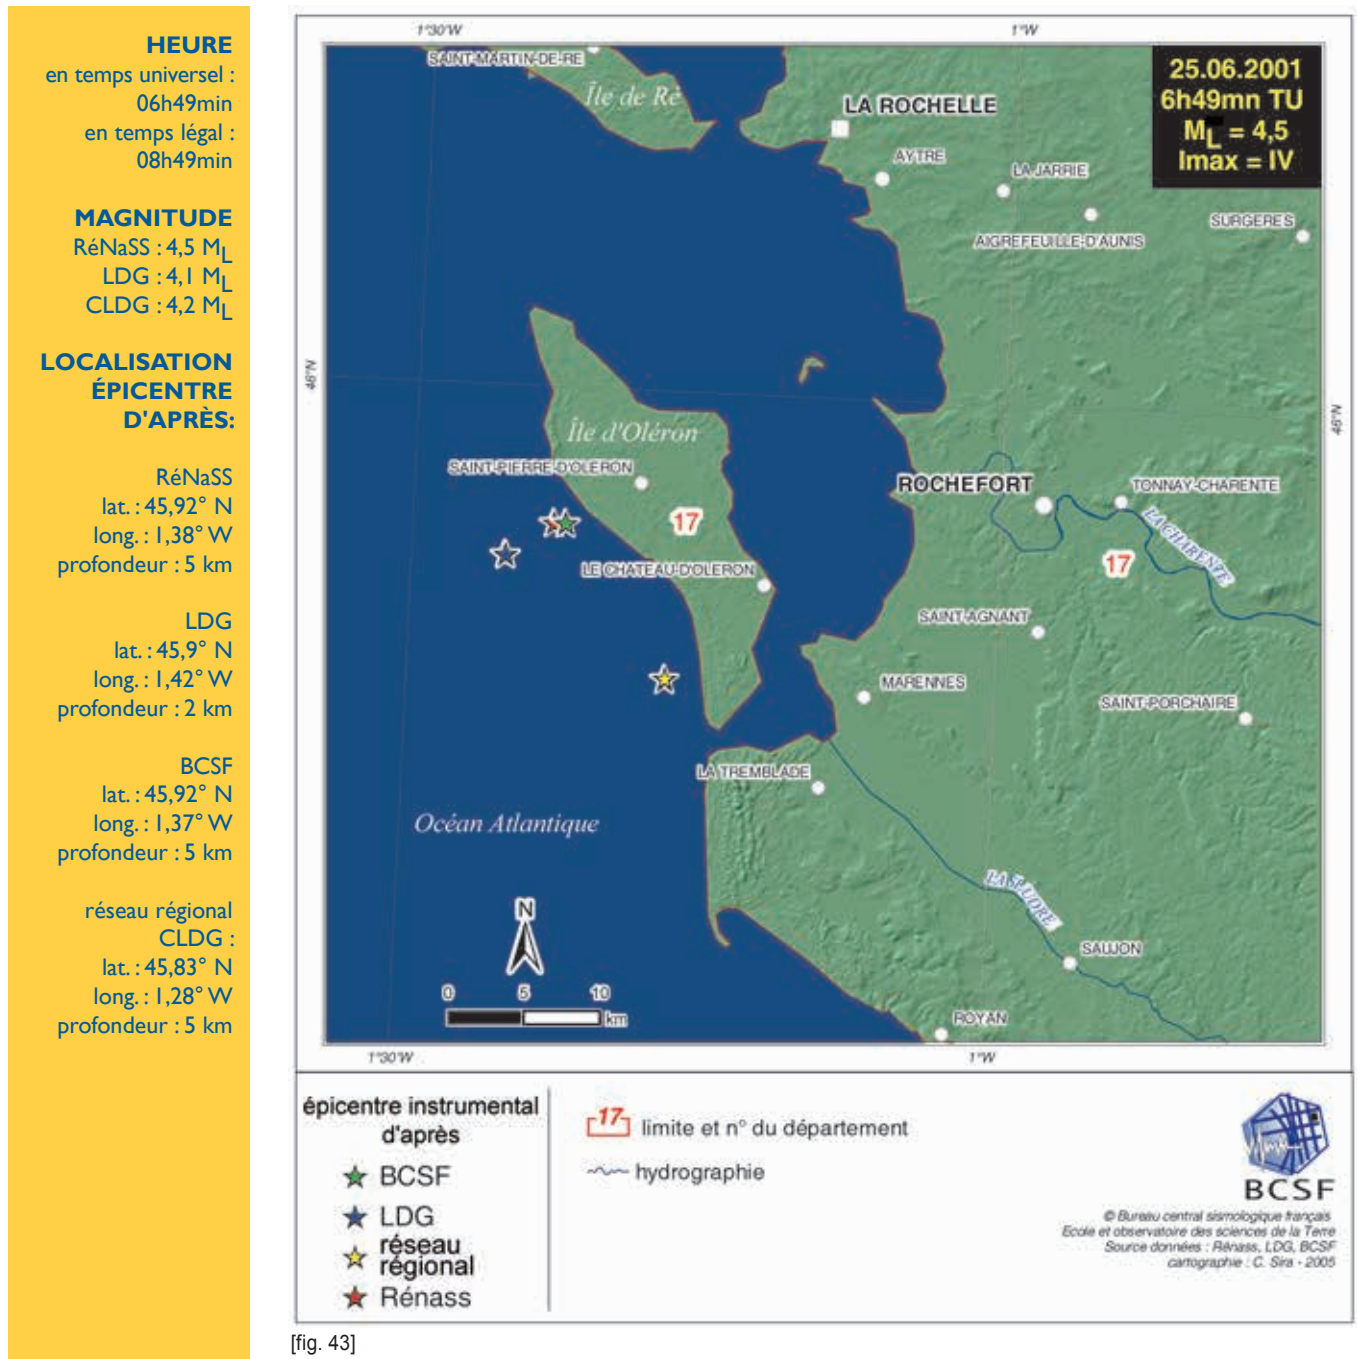 HEURE
en temps universel :
06h49min
en temps légal :
08h49min
MAGNITUDE
RéNaSS : 4,5 ML
LDG : 4,1 ML
CLDG : 4,2 ML
LOCALISATION
ÉPICENTRE
D'APRÈS:
RéNaSS
lat. : 45,92° N
long. : 1,38° W
profondeur : 5 km
LDG
lat. : 45,9° N
long. : 1,42° W
profondeur : 2 km
BCSF
lat. : 45,92° N
long. : 1,37° W
profondeur : 5 km
réseau régional
CLDG :
lat. : 45,83° N
long. : 1,28° W
profondeur : 5 km
1°30'W
1°W
SAINT-MARTIN-DE-RE
Île de Ré
LA ROCHELLE
25.06.2001
6h49mn TU
ML = 4,5
Imax = IV
AYTRE
LA JARRIE
AIGREFEUILLE-D'AUNIS
SURGERES
46°N
46°N
Île d'Oléron
SAINT-PIERRE-D'OLERON
17
ROCHEFORT
TONNAY-CHARENTE
LA CHARENTE
17
LE CHATEAU-D'OLERON
SAINT-AGNANT
MARENNES
SAINT-PORCHAIRE
LA TREMBLADE
Océan Atlantique
LA SEUDRE
SAUJON
N
0 5 10
km
ROYAN
1°30'W
1°W
épicentre instrumental
d'après
BCSF
LDG
réseau
régional
Rénass
17 limite et n° du département
hydrographie
BCSF
© Bureau central sismologique français
Ecole et observatoire des sciences de la Terre
Source données : Rénass, LDG, BCSF
cartographie : C. Sira - 2005
[fig. 43]